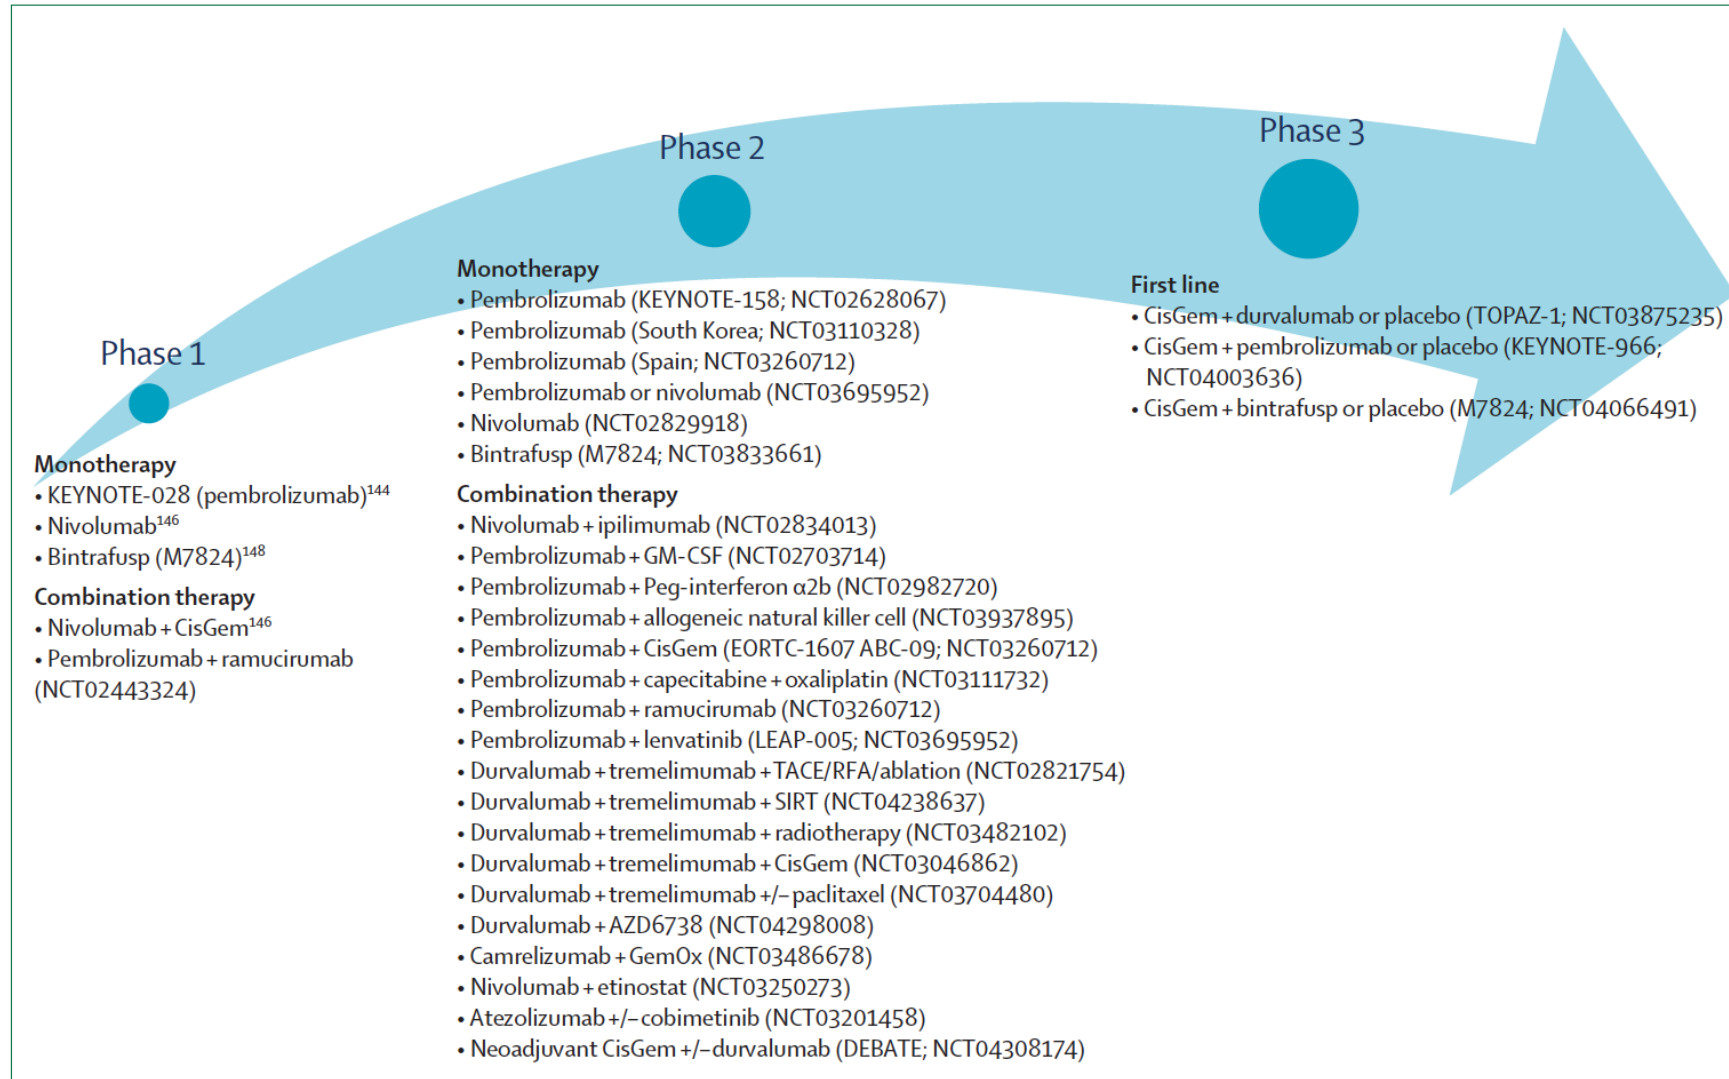 Phase 1
Monotherapy
• KEYNOTE-028 (pembrolizumab)¹⁴⁴
• Nivolumab¹⁴⁶
• Bintrafusp (M7824)¹⁴⁸
Combination therapy
• Nivolumab + CisGem¹⁴⁶
• Pembrolizumab + ramucirumab
(NCT02443324)
Phase 2
Monotherapy
• Pembrolizumab (KEYNOTE-158; NCT02628067)
• Pembrolizumab (South Korea; NCT03110328)
• Pembrolizumab (Spain; NCT03260712)
• Pembrolizumab or nivolumab (NCT03695952)
• Nivolumab (NCT02829918)
• Bintrafusp (M7824; NCT03833661)
Combination therapy
• Nivolumab + ipilimumab (NCT02834013)
• Pembrolizumab + GM-CSF (NCT02703714)
• Pembrolizumab + Peg-interferon α2b (NCT02982720)
• Pembrolizumab + allogeneic natural killer cell (NCT03937895)
• Pembrolizumab + CisGem (EORTC-1607 ABC-09; NCT03260712)
• Pembrolizumab + capecitabine + oxaliplatin (NCT03111732)
• Pembrolizumab + ramucirumab (NCT03260712)
• Pembrolizumab + lenvatinib (LEAP-005; NCT03695952)
• Durvalumab + tremelimumab + TACE/RFA/ablation (NCT02821754)
• Durvalumab + tremelimumab + SIRT (NCT04238637)
• Durvalumab + tremelimumab + radiotherapy (NCT03482102)
• Durvalumab + tremelimumab + CisGem (NCT03046862)
• Durvalumab + tremelimumab +/– paclitaxel (NCT03704480)
• Durvalumab + AZD6738 (NCT04298008)
• Camrelizumab + GemOx (NCT03486678)
• Nivolumab + etinostat (NCT03250273)
• Atezolizumab +/– cobimetinib (NCT03201458)
• Neoadjuvant CisGem +/– durvalumab (DEBATE; NCT04308174)
Phase 3
First line
• CisGem + durvalumab or placebo (TOPAZ-1; NCT03875235)
• CisGem + pembrolizumab or placebo (KEYNOTE-966;
NCT04003636)
• CisGem + bintrafusp or placebo (M7824; NCT04066491)